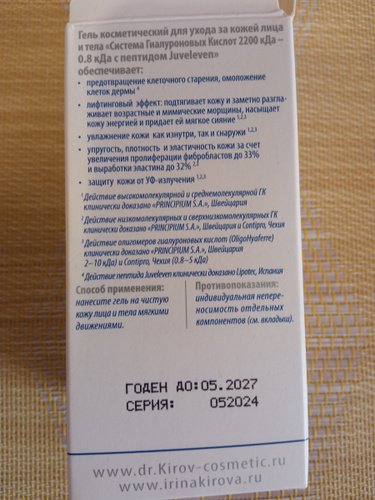 Гель косметический для ухода за кожей лица
и тела «Система Гиалуроновых Кислот 2200 кДа –
0.8 кДа с пептидом Juveleven»
обеспечивает:
• предотвращение клеточного старения, омоложение
клеток дермы ⁴
• лифтинговый эффект: подтягивает кожу и заметно разгла-
живает возрастные и мимические морщины, насыщает
кожу энергией и придает ей мягкое сияние ¹·²·³
• увлажнение кожи как изнутри, так и снаружи ¹·²·³
• упругость, плотность и эластичность кожи за счет
увеличения пролиферации фибробластов до 33%
и выработки эластина до 32% ²·³
• защиту кожи от УФ-излучения ¹·²·³
¹ Действие высокомолекулярной и среднемолекулярной ГК
клинически доказано «PRINCIPIUM S.A.», Швейцария
² Действие низкомолекулярных и сверхнизкомолекулярных ГК
клинически доказано «PRINCIPIUM S.A.», Швейцария и Contipro, Чехия
³ Действие олигомеров гиалуроновых кислот (OligoHyaferre)
клинически доказано «PRINCIPIUM S.A.», Швейцария
2–10 кДа) и Contipro, Чехия (0.8–5 кДа)
⁴ Действие пептида Juveleven клинически доказано Lipotec, Испания
Способ применения:
нанесите гель на чистую
кожу лица и тела мягкими
движениями.
Противопоказания:
индивидуальная непере-
носимость отдельных
компонентов (см. вкладыш).
ГОДЕН ДО:05.2027
СЕРИЯ: 052024
www.dr.Kirov-cosmetic.ru
www.irinakirova.ru